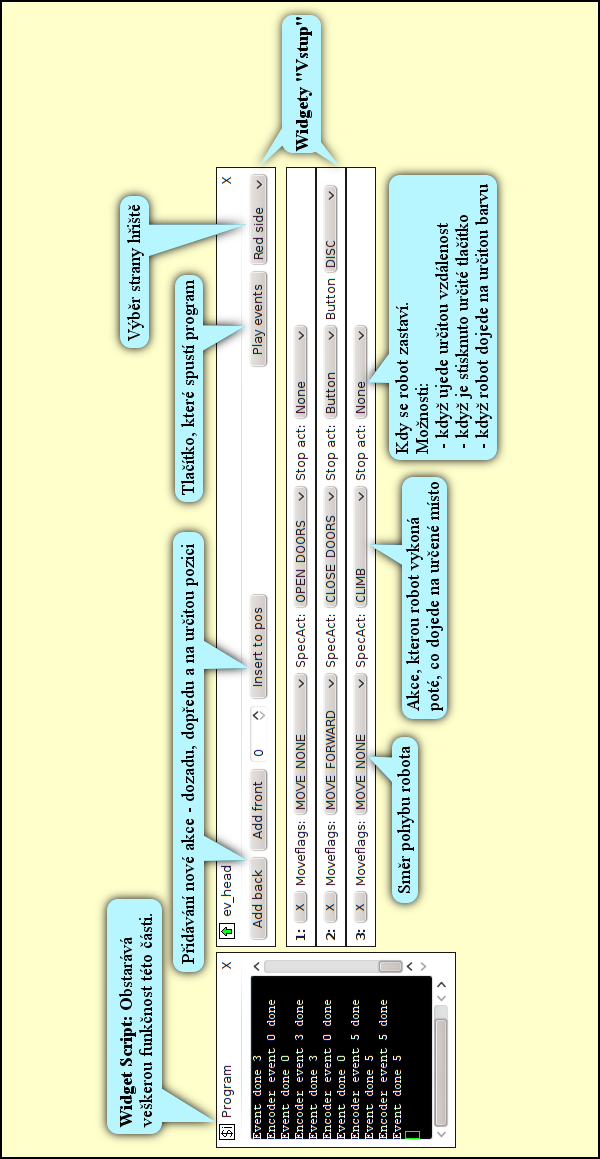 Widget Script: Obstarává
veškerou funkčnost této části.
Přidávání nové akce - dozadu, dopředu a na určitou pozici
Tlačítko, které spustí program
Výběr strany hřiště
Widgety "Vstup"
$i Program X
Event done 3
Encoder event 0 done
Event done 0
Encoder event 3 done
Event done 3
Encoder event 0 done
Event done 0
Encoder event 5 done
Event done 5
Encoder event 5 done
Event done 5
ev_head X
Add back Add front 0 Insert to pos Play events Red side
1: X Moveflags: MOVE_NONE SpecAct: OPEN_DOORS Stop act: None
2: X Moveflags: MOVE_FORWARD SpecAct: CLOSE_DOORS Stop act: Button Button DISC
3: X Moveflags: MOVE_NONE SpecAct: CLIMB Stop act: None
Směr pohybu robota
Akce, kterou robot vykoná
poté, co dojede na určené místo
Kdy se robot zastaví.
Možnosti:
- když ujede určitou vzdálenost
- když je stisknuto určité tlačítko
- když robot dojede na určitou barvu